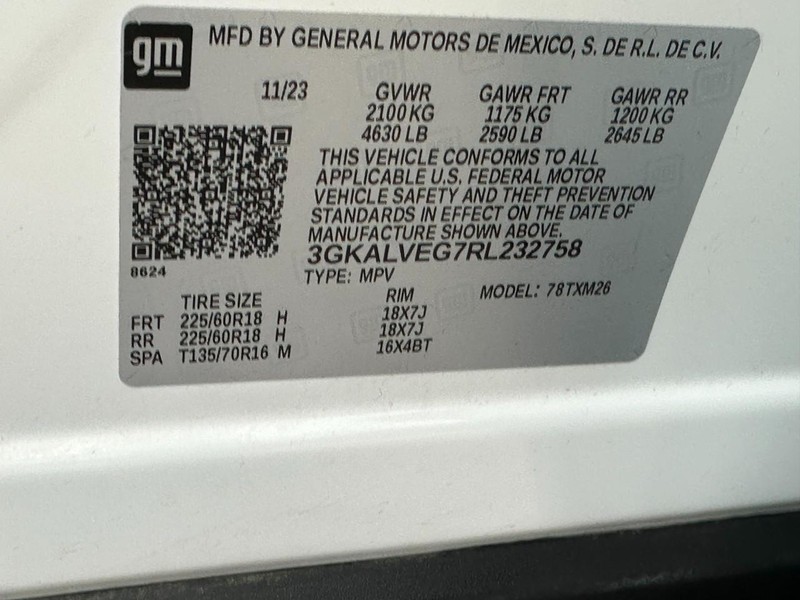 gm
MFD BY GENERAL MOTORS DE MEXICO, S. DE R.L. DE C.V.
11/23 GVWR GAWR FRT GAWR RR
2100 KG 1175 KG 1200 KG
4630 LB 2590 LB 2645 LB
THIS VEHICLE CONFORMS TO ALL
APPLICABLE U.S. FEDERAL MOTOR
VEHICLE SAFETY AND THEFT PREVENTION
STANDARDS IN EFFECT ON THE DATE OF
MANUFACTURE SHOWN ABOVE.
3GKALVEG7RL232758
8624
TYPE: MPV MODEL: 78TXM26
TIRE SIZE RIM
FRT 225/60R18 H 18X7J
RR 225/60R18 H 18X7J
SPA T135/70R16 M 16X4BT